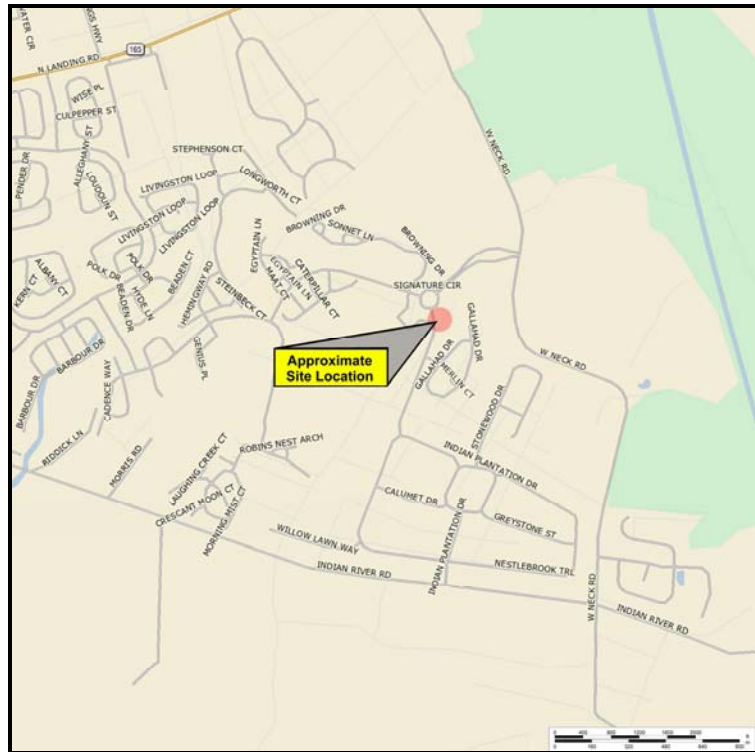 WATER CIR
NGS HWY
165
N LANDING RD
WISE PL
CULPEPPER ST
PENDER DR
ALLEGHANY ST
LOUDOUN ST
STEPHENSON CT
LIVINGSTON LOOP
LONGWORTH CT
LIVINGSTON LOOP
LIVINGSTON LOOP
W NECK RD
BROWNING DR
SONNET LN
BROWNING DR
EGYPTAIN LN
ALBANY CT
KERN CT
POLK DR
POLK DR
BEADEN CT
HEMINGWAY RD
EGYPTAIN LN
MAAT CT
CATERPILLAR CT
SIGNATURE CIR
HYDE LN
BEADEN DR
STEINBECK CT
GENIUS PL
GALLAHAD DR
BARBOUR DR
BARBOUR DR
CADENCE WAY
Approximate
Site Location
GALLAHAD DR
MERLIN CT
W NECK RD
STONEWOOD DR
RIDDICK LN
MORRIS RD
ROBINS NEST ARCH
LAUGHING CREEK CT
CRESCANT MOON CT
MORNING MIST CT
INDIAN PLANTATION DR
CALUMET DR
GREYSTONE ST
INDIAN PLANTATION DR
WILLOW LAWN WAY
NESTLEBROOK TRL
INDIAN RIVER RD
W NECK RD
INDIAN RIVER RD